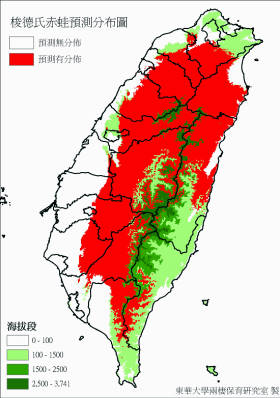 梭德氏赤蛙預測分布圖
預測無分佈
預測有分佈
海拔段
0 - 100
100 - 1500
1500 - 2500
2,500 - 3,741
東華大學兩棲保育研究室 製